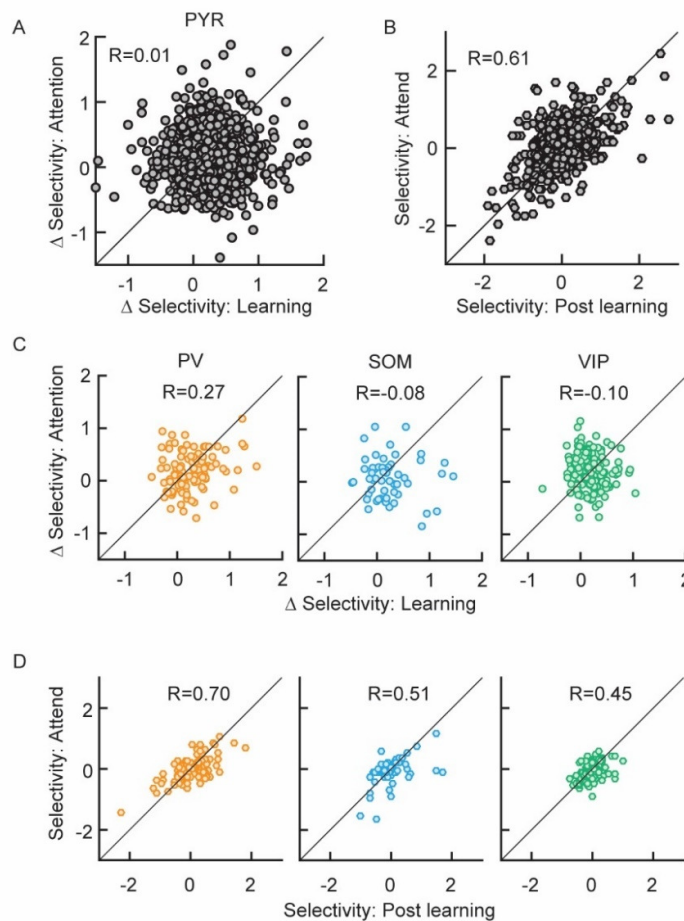 A
PYR
R=0.01
Δ Selectivity: Attention
2
1
0
-1
-1
0
1
2
Δ Selectivity: Learning
B
R=0.61
Selectivity: Attend
2
0
-2
-2
0
2
Selectivity: Post learning
C
PV
SOM
VIP
R=0.27
R=-0.08
R=-0.10
Δ Selectivity: Attention
2
1
0
-1
-1 0 1 2
-1 0 1 2
-1 0 1 2
Δ Selectivity: Learning
D
R=0.70
R=0.51
R=0.45
Selectivity: Attend
2
0
-2
-2 0 2
-2 0 2
-2 0 2
Selectivity: Post learning